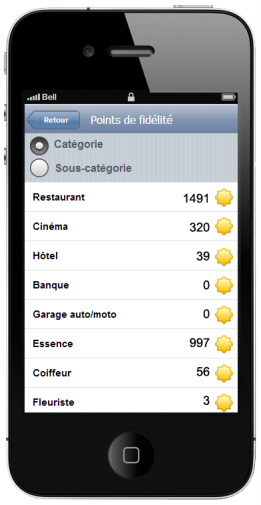 Bell
Retour Points de fidélité
Catégorie
Sous-catégorie
Restaurant 1491
Cinéma 320
Hôtel 39
Banque 0
Garage auto/moto 0
Essence 997
Coiffeur 56
Fleuriste 3